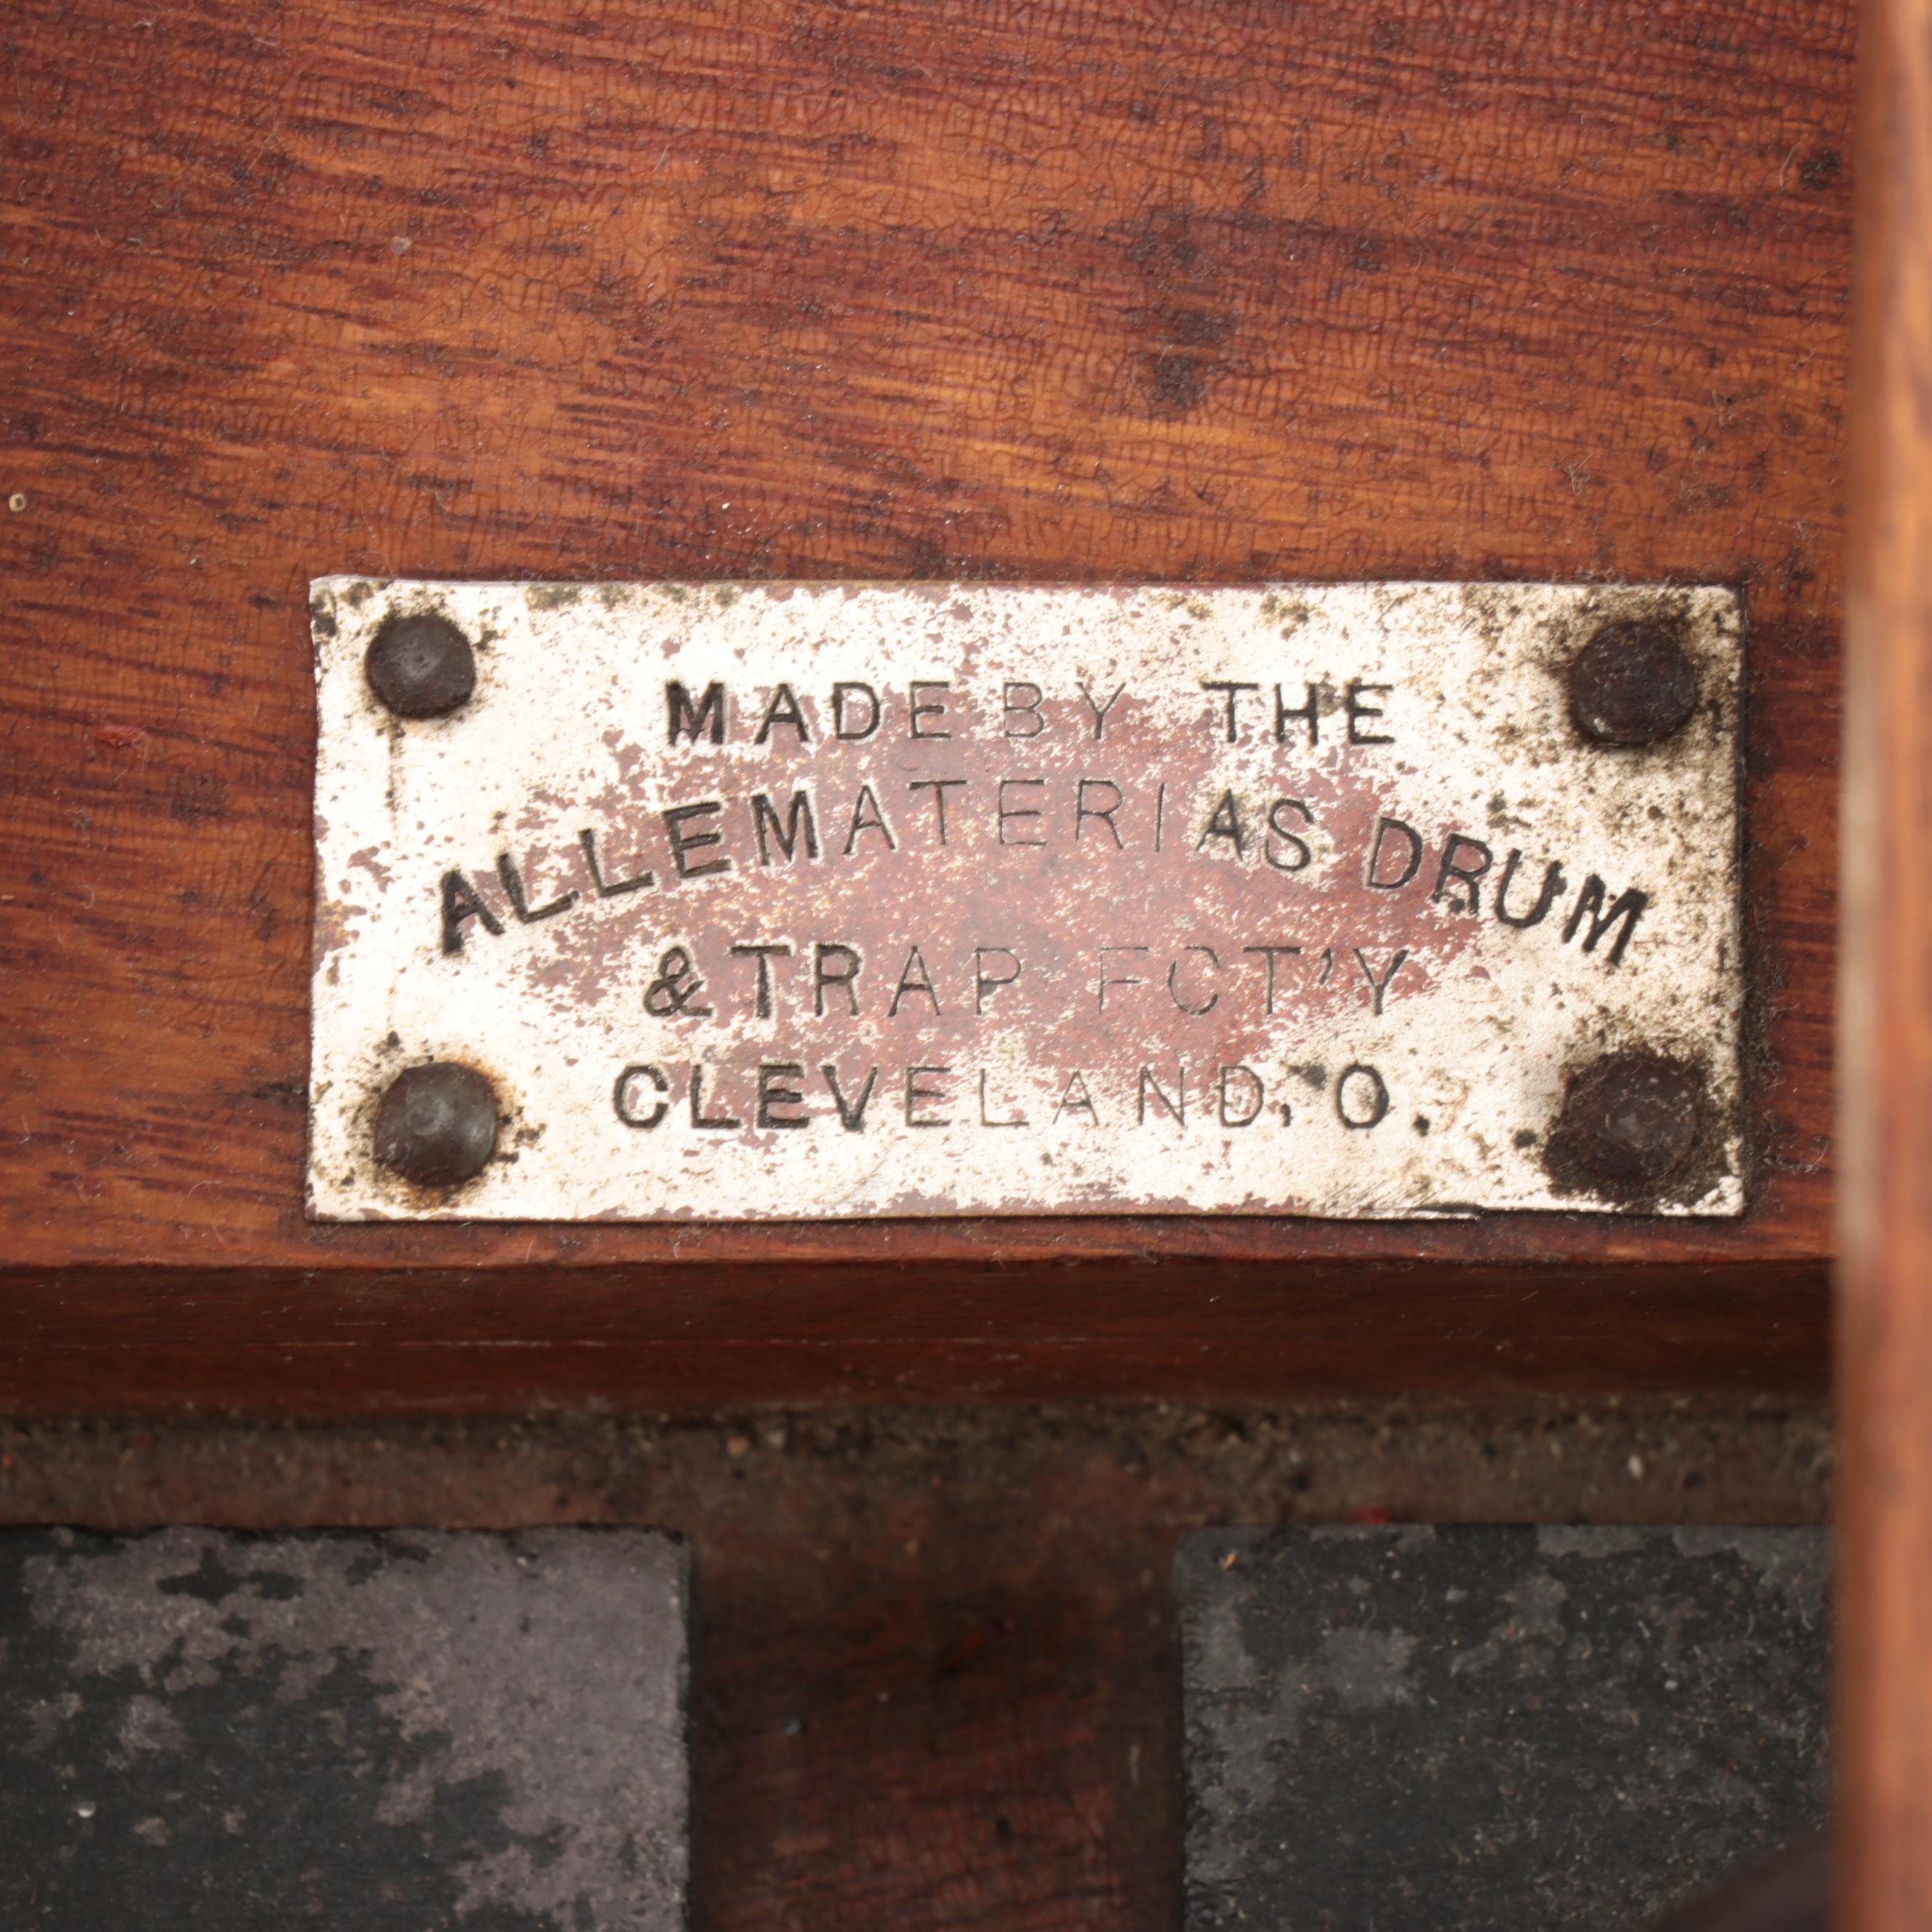 MADE BY THE
ALLEMATERIAS DRUM
& TRAP FCT'Y
CLEVELAND, O.